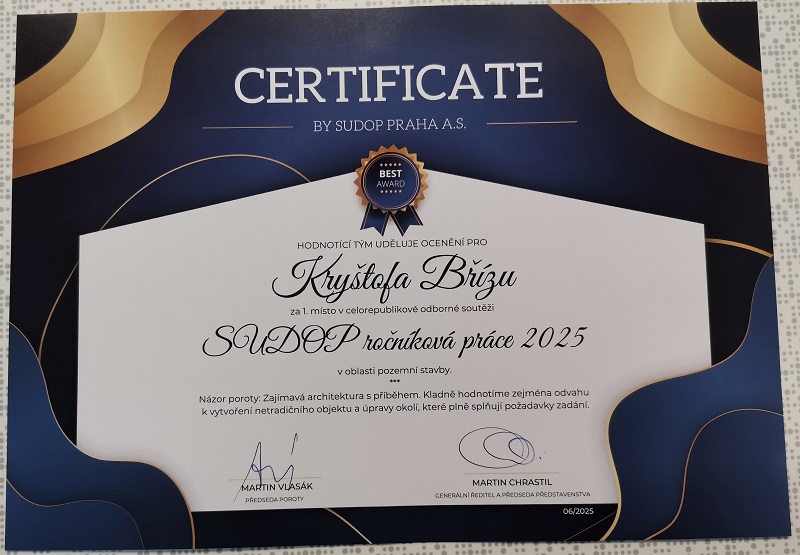 CERTIFICATE
BY SUDOP PRAHA A.S.
BEST
AWARD
HODNOTÍCÍ TÝM UDĚLUJE OCENĚNÍ PRO
Kryštofa Břízu
za 1. místo v celorepublikové odborné soutěži
SUDOP ročníková práce 2025
v oblasti pozemní stavby.
***
Názor poroty: Zajímavá architektura s příběhem. Kladně hodnotíme zejména odvahu
k vytvoření netradičního objektu a úpravy okolí, které plně splňují požadavky zadání.
MARTIN VLASÁK
PŘEDSEDA POROTY
MARTIN CHRASTIL
GENERÁLNÍ ŘEDITEL A PŘEDSEDA PŘEDSTAVENSTVA
06/2025